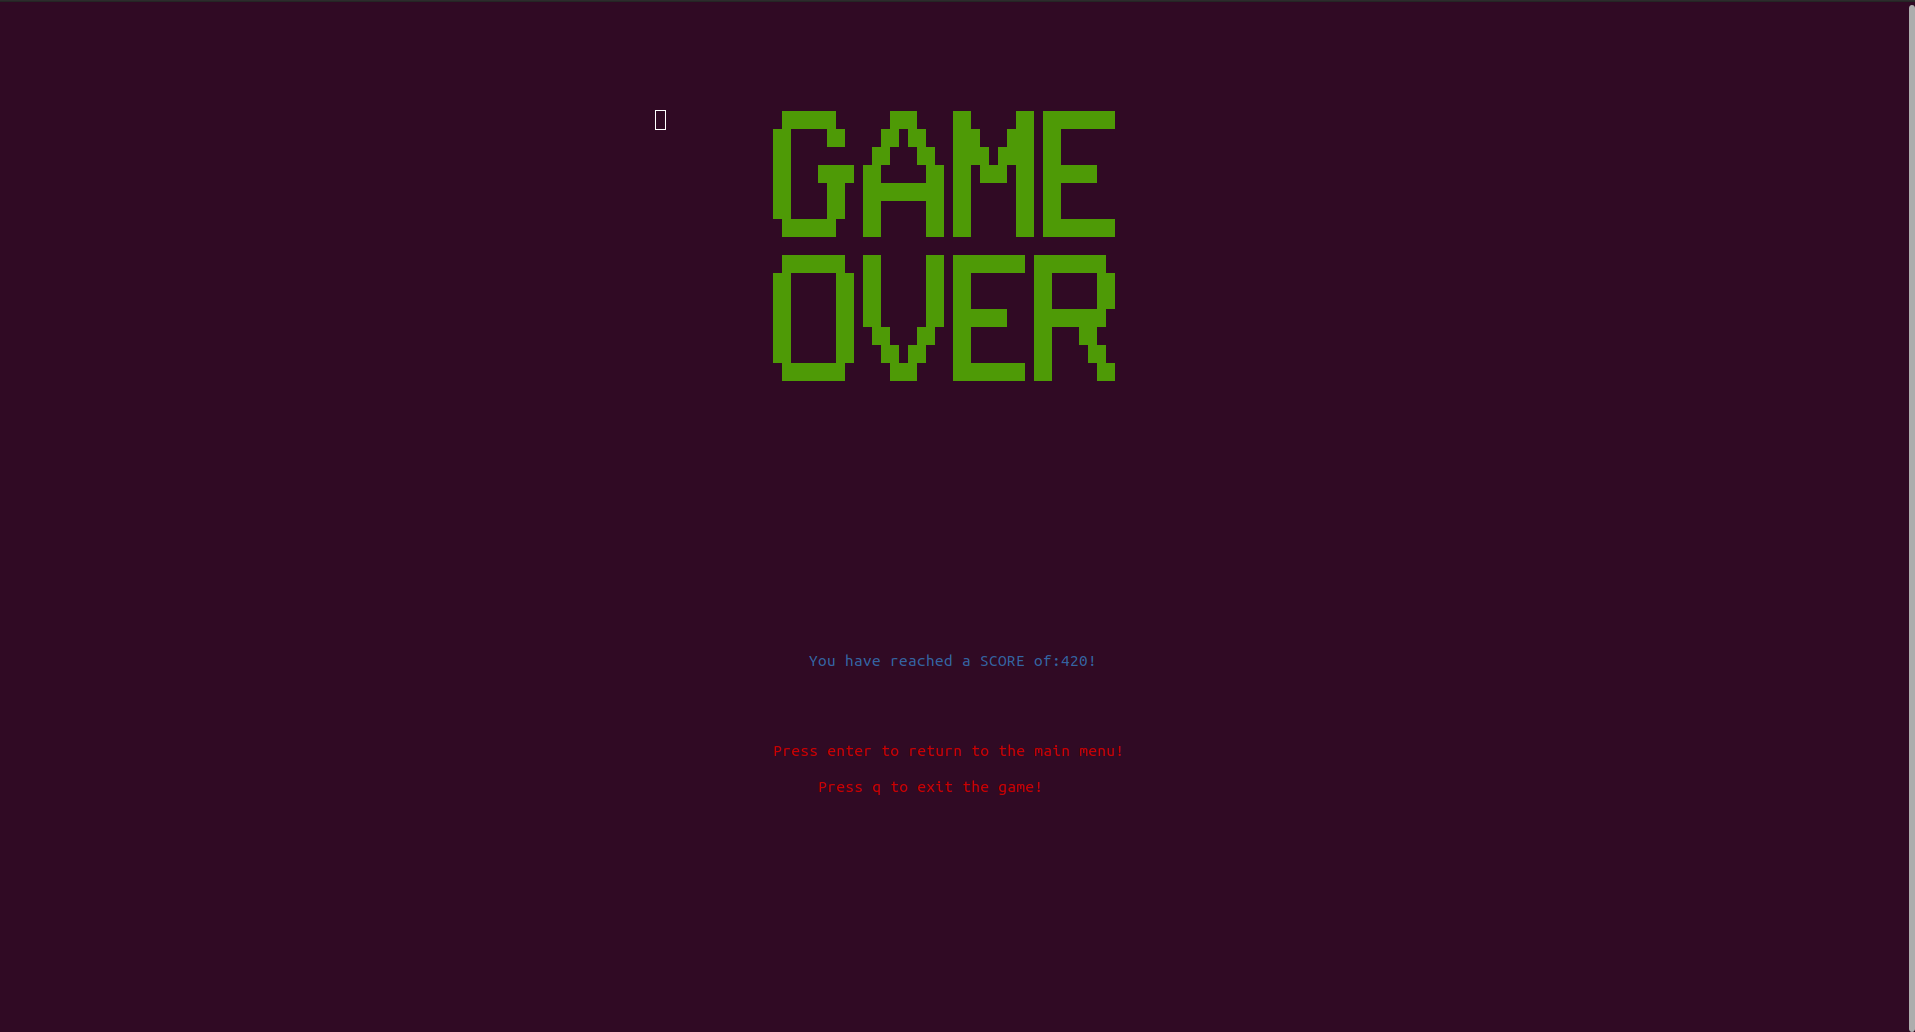 GAME
OVER
You have reached a SCORE of:420!
Press enter to return to the main menu!
Press q to exit the game!